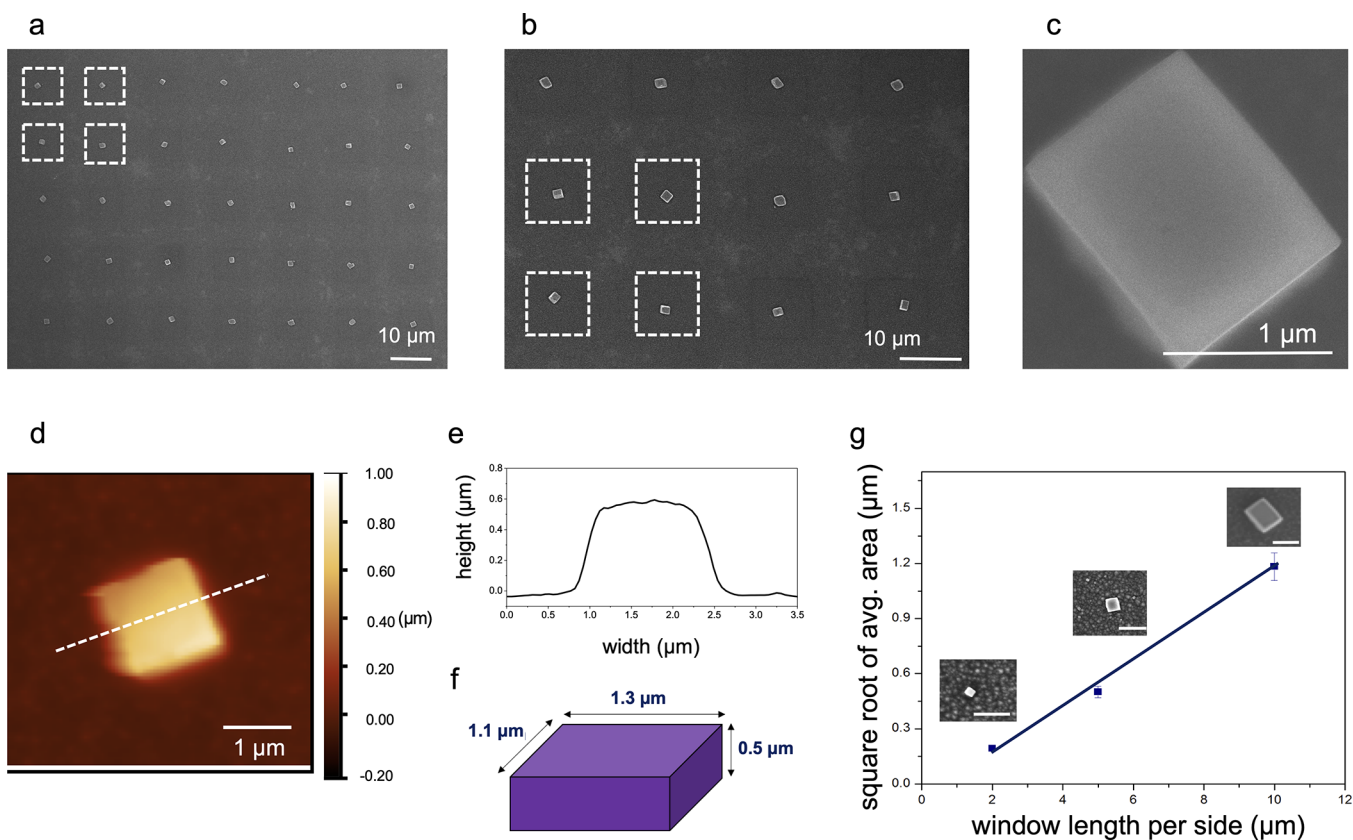 a
b
c
10 µm
10 µm
1 µm
d
1.00
0.80
0.60
0.40 (µm)
0.20
0.00
-0.20
1 µm
e
height (µm)
0.8
0.6
0.4
0.2
0.0
0.0 0.5 1.0 1.5 2.0 2.5 3.0 3.5
width (µm)
f
1.3 µm
1.1 µm
0.5 µm
g
square root of avg. area (µm)
1.5
1.2
0.9
0.6
0.3
0.0
0 2 4 6 8 10 12
window length per side (µm)